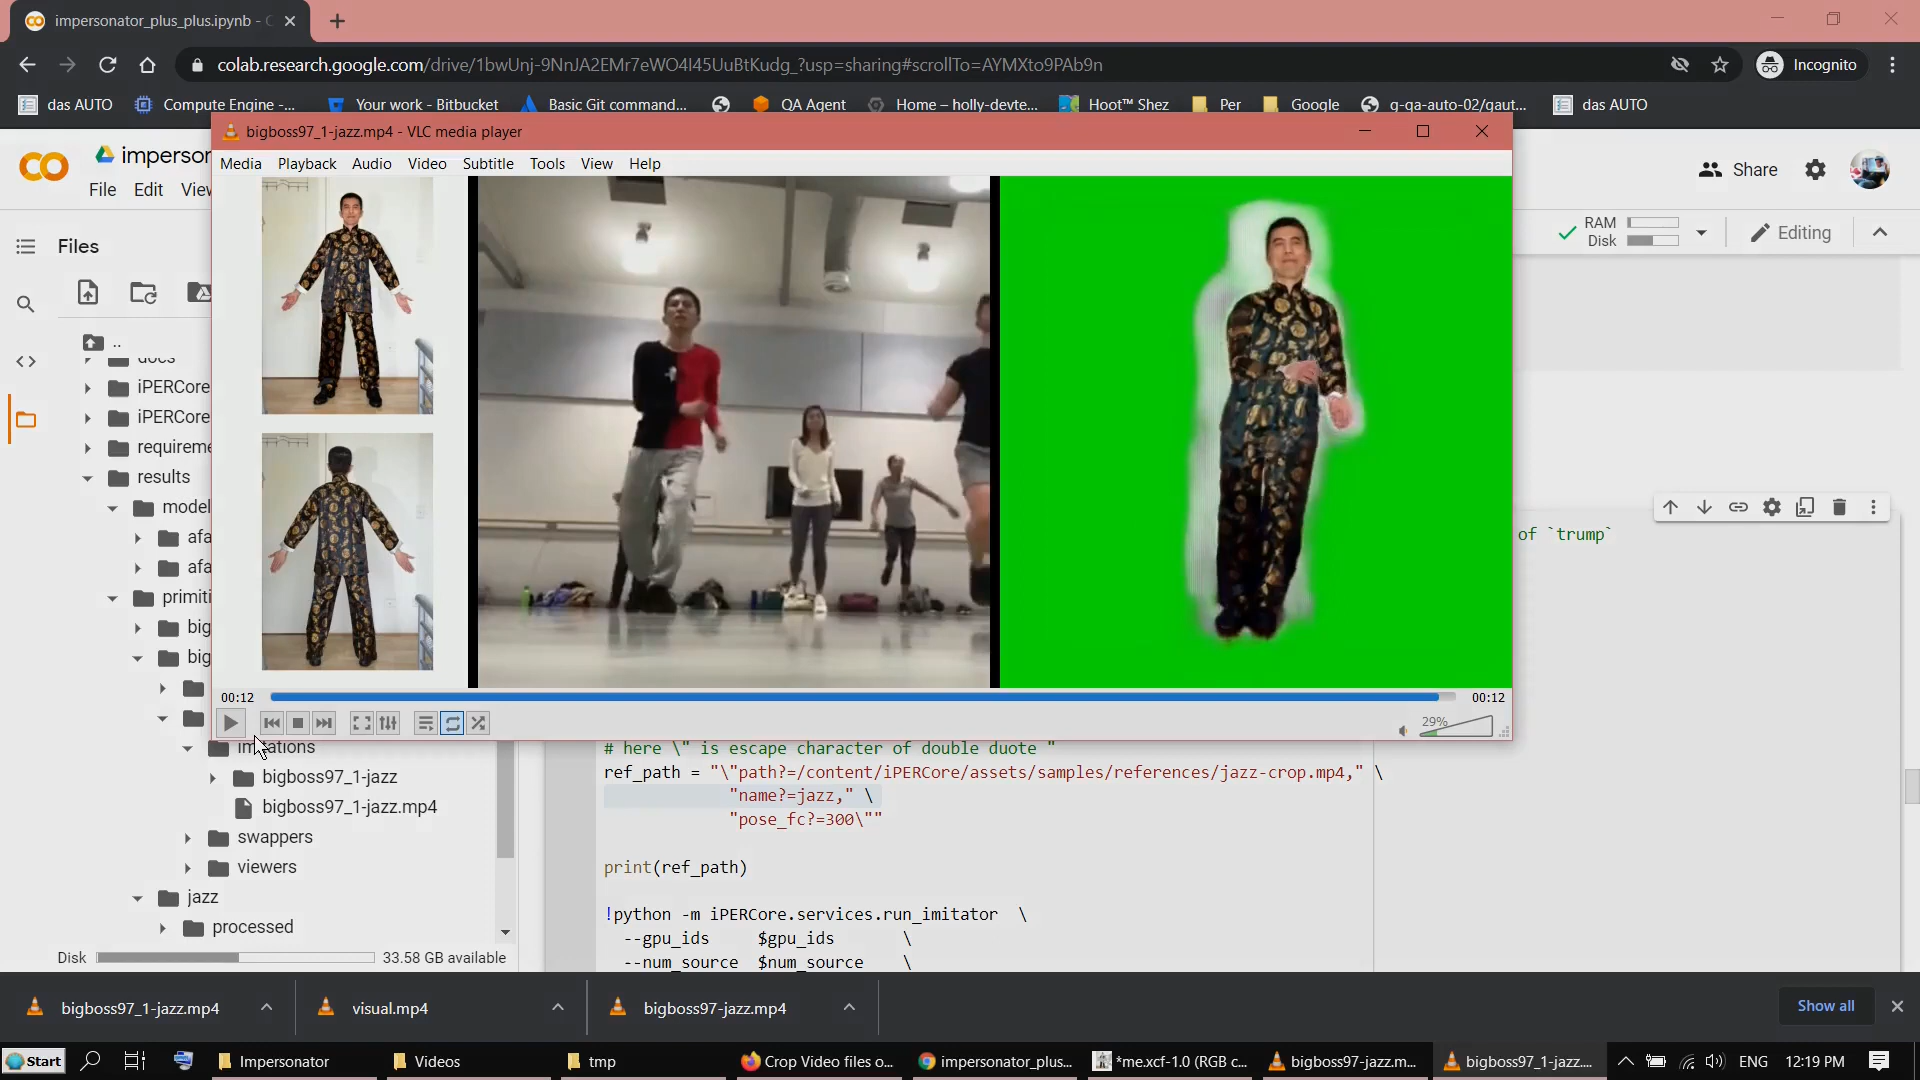 impersonator_plus_plus.ipynb - C
colab.research.google.com/drive/1bwUnj-9NnJA2EMr7eWO4I45UuBtKudg_?usp=sharing#scrollTo=AYMXto9PAb9n
Incognito
das AUTO
Compute Engine -...
Your work - Bitbucket
Basic Git command...
QA Agent
Home – holly-devte...
Hoot™ Shez
Per
Google
g-qa-auto-02/gaut...
das AUTO
bigboss97_1-jazz.mp4 - VLC media player
Media
Playback
Audio
Video
Subtitle
Tools
View
Help
imperson
File
Edit
View
Share
RAM
Disk
Editing
Files
..
docs
iPERCore
iPERCore
requireme
results
model
afa
afa
primiti
big
big
of `trump`
00:12
00:12
29%
imitations
bigboss97_1-jazz
bigboss97_1-jazz.mp4
swappers
viewers
jazz
processed
Disk
33.58 GB available
# here \" is escape character of double duote "
ref_path = "\"path?=/content/iPERCore/assets/samples/references/jazz-crop.mp4," \
"name?=jazz," \
"pose_fc?=300\""
print(ref_path)
!python -m iPERCore.services.run_imitator \
--gpu_ids $gpu_ids \
--num_source $num_source \
bigboss97_1-jazz.mp4
visual.mp4
bigboss97-jazz.mp4
Show all
Start
Impersonator
Videos
tmp
Crop Video files o...
impersonator_plus...
*me.xcf-1.0 (RGB c...
bigboss97-jazz.m...
bigboss97_1-jazz....
ENG
12:19 PM